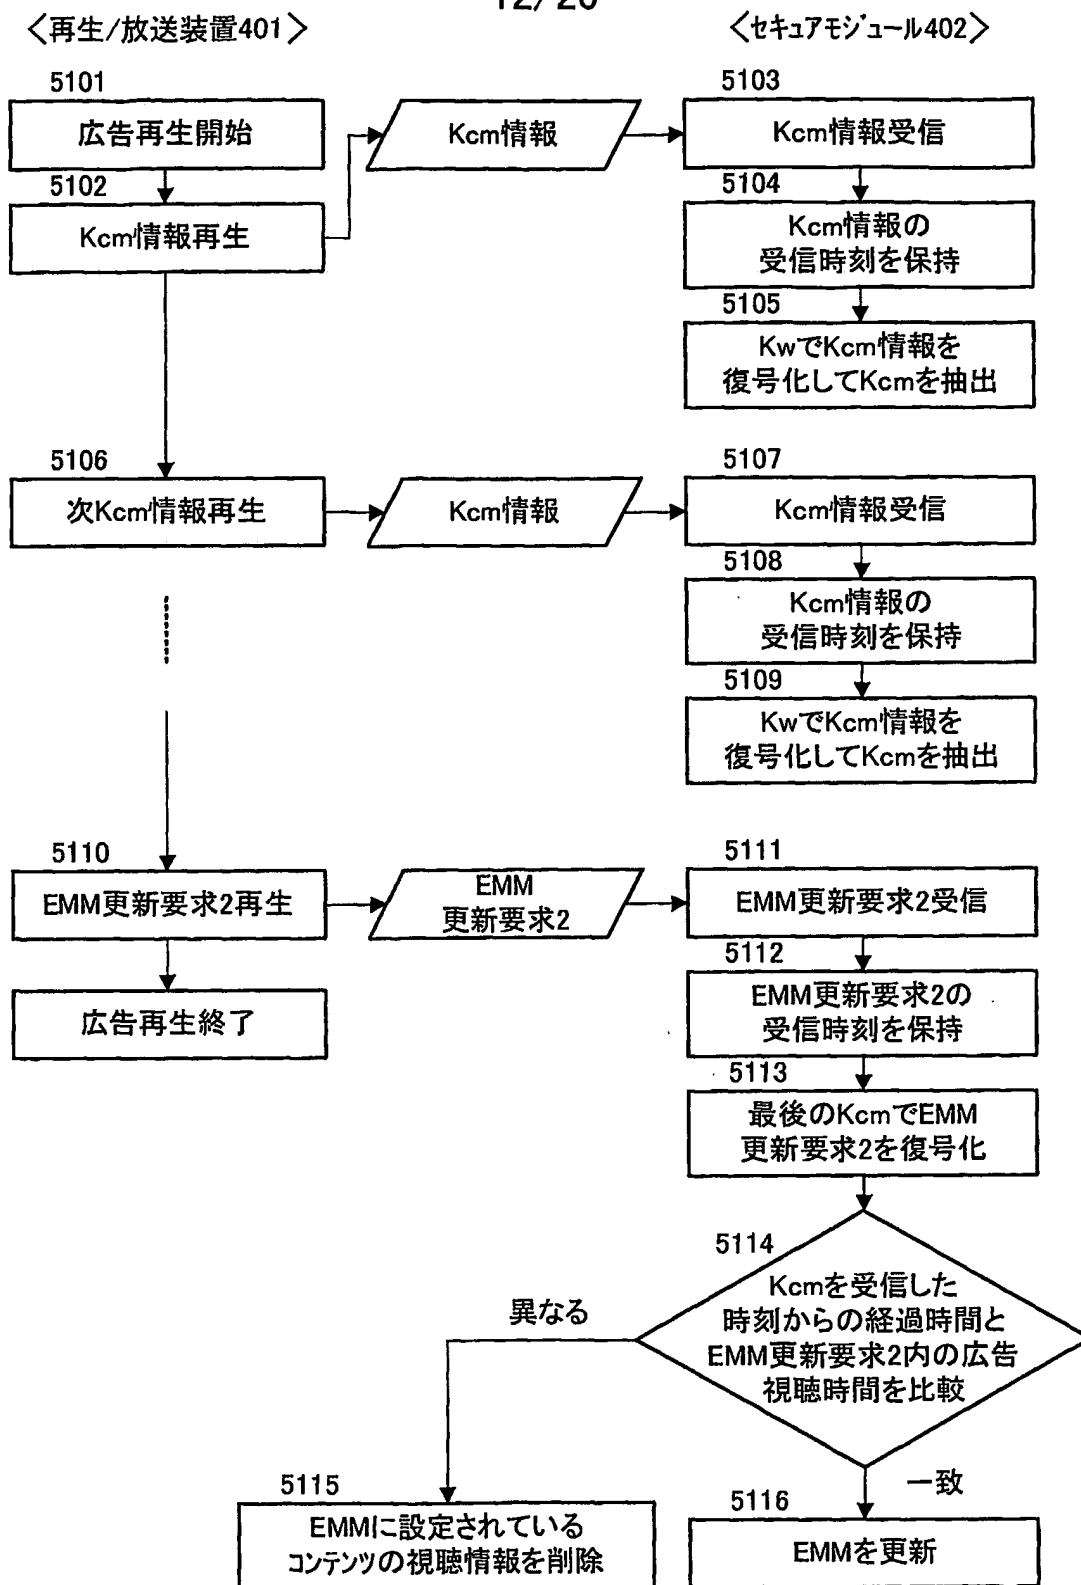 12/26
〈再生/放送装置401〉
〈セキュアモジュール402〉
5101
広告再生開始
5102
Kcm情報再生
Kcm情報
5103
Kcm情報受信
5104
Kcm情報の
受信時刻を保持
5105
KwでKcm情報を
復号化してKcmを抽出
5106
次Kcm情報再生
Kcm情報
5107
Kcm情報受信
5108
Kcm情報の
受信時刻を保持
5109
KwでKcm情報を
復号化してKcmを抽出
5110
EMM更新要求2再生
EMM
更新要求2
広告再生終了
5111
EMM更新要求2受信
5112
EMM更新要求2の
受信時刻を保持
5113
最後のKcmでEMM
更新要求2を復号化
5114
Kcmを受信した
時刻からの経過時間と
EMM更新要求2内の広告
視聴時間を比較
異なる
一致
5115
EMMに設定されている
コンテンツの視聴情報を削除
5116
EMMを更新